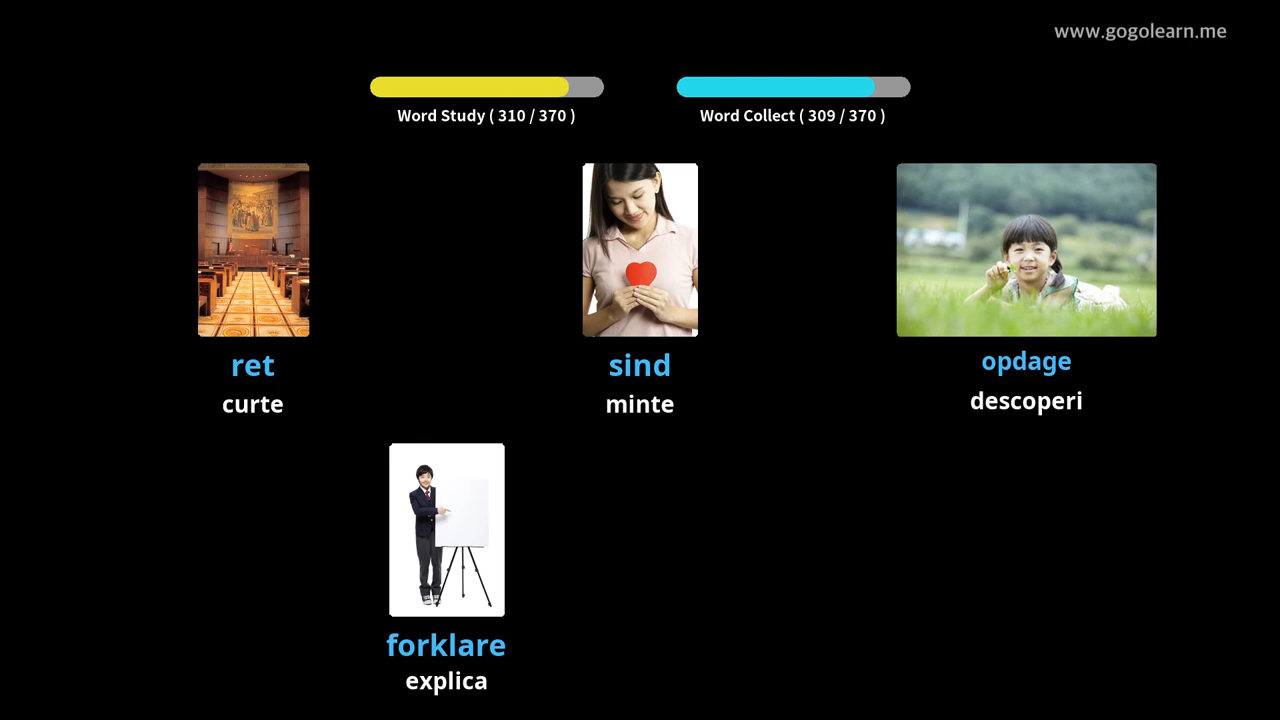 www.gogolearn.me
Word Study ( 310 / 370 )
Word Collect ( 309 / 370 )
ret
curte
sind
minte
opdage
descoperi
forklare
explica